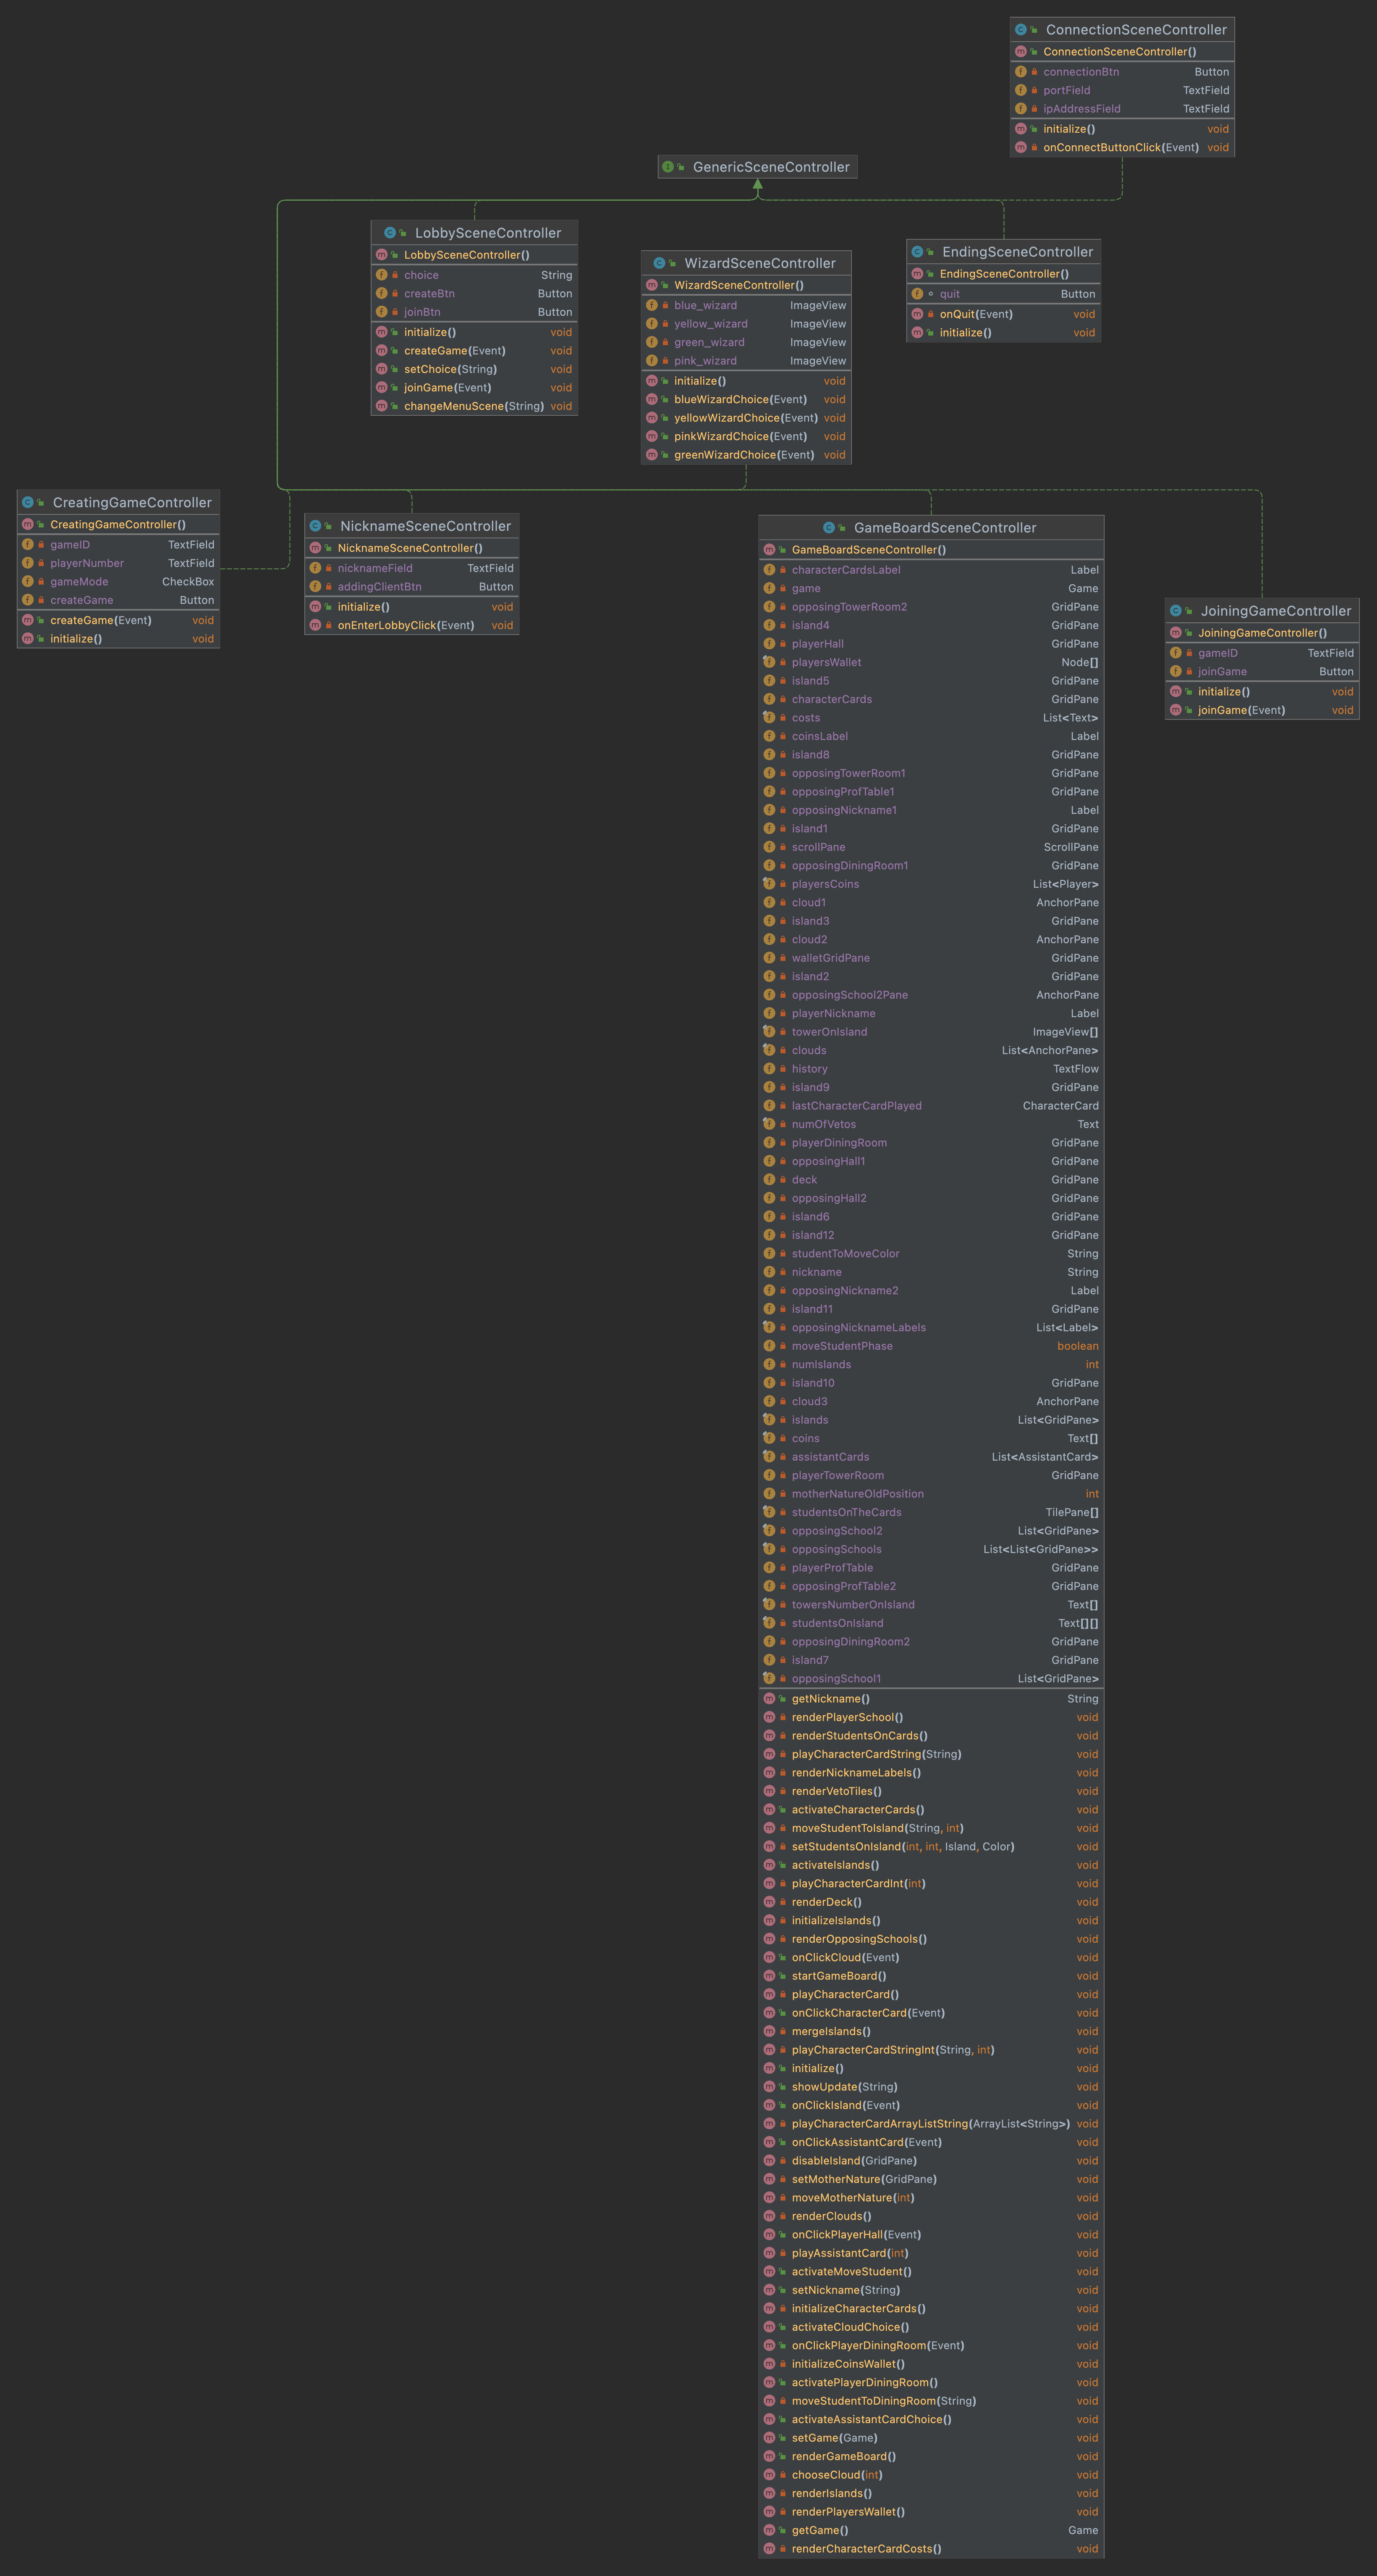 ConnectionSceneController
ConnectionSceneController()
connectionBtn Button
portField TextField
ipAddressField TextField
initialize() void
onConnectButtonClick(Event) void
GenericSceneController
LobbySceneController
LobbySceneController()
choice String
createBtn Button
joinBtn Button
initialize() void
createGame(Event) void
setChoice(String) void
joinGame(Event) void
changeMenuScene(String) void
WizardSceneController
WizardSceneController()
blue_wizard ImageView
yellow_wizard ImageView
green_wizard ImageView
pink_wizard ImageView
initialize() void
blueWizardChoice(Event) void
yellowWizardChoice(Event) void
pinkWizardChoice(Event) void
greenWizardChoice(Event) void
EndingSceneController
EndingSceneController()
quit Button
onQuit(Event) void
initialize() void
CreatingGameController
CreatingGameController()
gameID TextField
playerNumber TextField
gameMode CheckBox
createGame Button
createGame(Event) void
initialize() void
NicknameSceneController
NicknameSceneController()
nicknameField TextField
addingClientBtn Button
initialize() void
onEnterLobbyClick(Event) void
GameBoardSceneController
GameBoardSceneController()
characterCardsLabel Label
game Game
opposingTowerRoom2 GridPane
island4 GridPane
playerHall GridPane
playersWallet Node[]
island5 GridPane
characterCards GridPane
costs List<Text>
coinsLabel Label
island8 GridPane
opposingTowerRoom1 GridPane
opposingProfTable1 GridPane
opposingNickname1 Label
island1 GridPane
scrollPane ScrollPane
opposingDiningRoom1 GridPane
playersCoins List<Player>
cloud1 AnchorPane
island3 GridPane
cloud2 AnchorPane
walletGridPane GridPane
island2 GridPane
opposingSchool2Pane AnchorPane
playerNickname Label
towerOnIsland ImageView[]
clouds List<AnchorPane>
history TextFlow
island9 GridPane
lastCharacterCardPlayed CharacterCard
numOfVetos Text
playerDiningRoom GridPane
opposingHall1 GridPane
deck GridPane
opposingHall2 GridPane
island6 GridPane
island12 GridPane
studentToMoveColor String
nickname String
opposingNickname2 Label
island11 GridPane
opposingNicknameLabels List<Label>
moveStudentPhase boolean
numIslands int
island10 GridPane
cloud3 AnchorPane
islands List<GridPane>
coins Text[]
assistantCards List<AssistantCard>
playerTowerRoom GridPane
motherNatureOldPosition int
studentsOnTheCards TilePane[]
opposingSchool2 List<GridPane>
opposingSchools List<List<GridPane>>
playerProfTable GridPane
opposingProfTable2 GridPane
towersNumberOnIsland Text[]
studentsOnIsland Text[][]
opposingDiningRoom2 GridPane
island7 GridPane
opposingSchool1 List<GridPane>
getNickname() String
renderPlayerSchool() void
renderStudentsOnCards() void
playCharacterCardString(String) void
renderNicknameLabels() void
renderVetoTiles() void
activateCharacterCards() void
moveStudentToIsland(String, int) void
setStudentsOnIsland(int, int, Island, Color) void
activateIslands() void
playCharacterCardInt(int) void
renderDeck() void
initializeIslands() void
renderOpposingSchools() void
onClickCloud(Event) void
startGameBoard() void
playCharacterCard() void
onClickCharacterCard(Event) void
mergeIslands() void
playCharacterCardStringInt(String, int) void
initialize() void
showUpdate(String) void
onClickIsland(Event) void
playCharacterCardArrayListString(ArrayList<String>) void
onClickAssistantCard(Event) void
disableIsland(GridPane) void
setMotherNature(GridPane) void
moveMotherNature(int) void
renderClouds() void
onClickPlayerHall(Event) void
playAssistantCard(int) void
activateMoveStudent() void
setNickname(String) void
initializeCharacterCards() void
activateCloudChoice() void
onClickPlayerDiningRoom(Event) void
initializeCoinsWallet() void
activatePlayerDiningRoom() void
moveStudentToDiningRoom(String) void
activateAssistantCardChoice() void
setGame(Game) void
renderGameBoard() void
chooseCloud(int) void
renderIslands() void
renderPlayersWallet() void
getGame() Game
renderCharacterCardCosts() void
JoiningGameController
JoiningGameController()
gameID TextField
joinGame Button
initialize() void
joinGame(Event) void